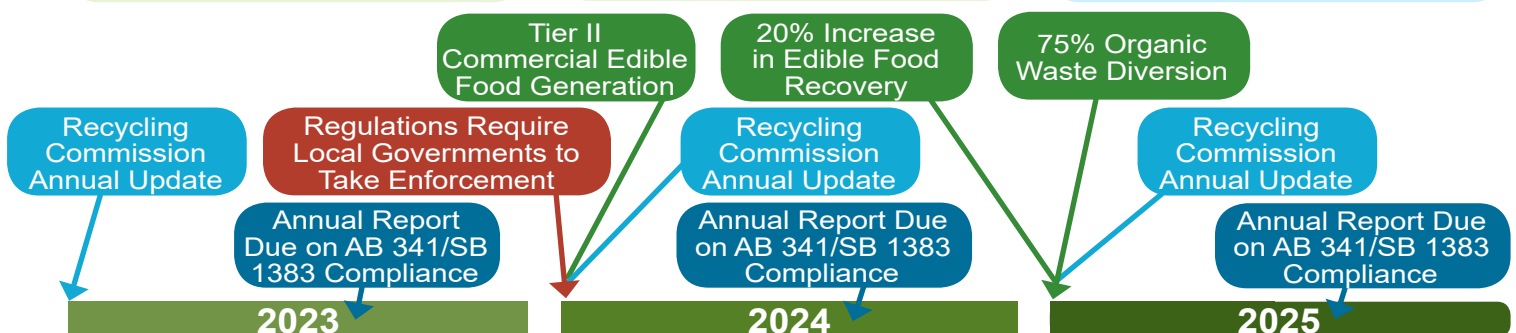 Tier II
Commercial Edible
Food Generation
20% Increase
in Edible Food
Recovery
75% Organic
Waste Diversion
Recycling
Commission
Annual Update
Regulations Require
Local Governments to
Take Enforcement
Recycling
Commission
Annual Update
Recycling
Commission
Annual Update
Annual Report
Due on AB 341/SB
1383 Compliance
Annual Report Due
on AB 341/SB 1383
Compliance
Annual Report Due
on AB 341/SB 1383
Compliance
2023
2024
2025